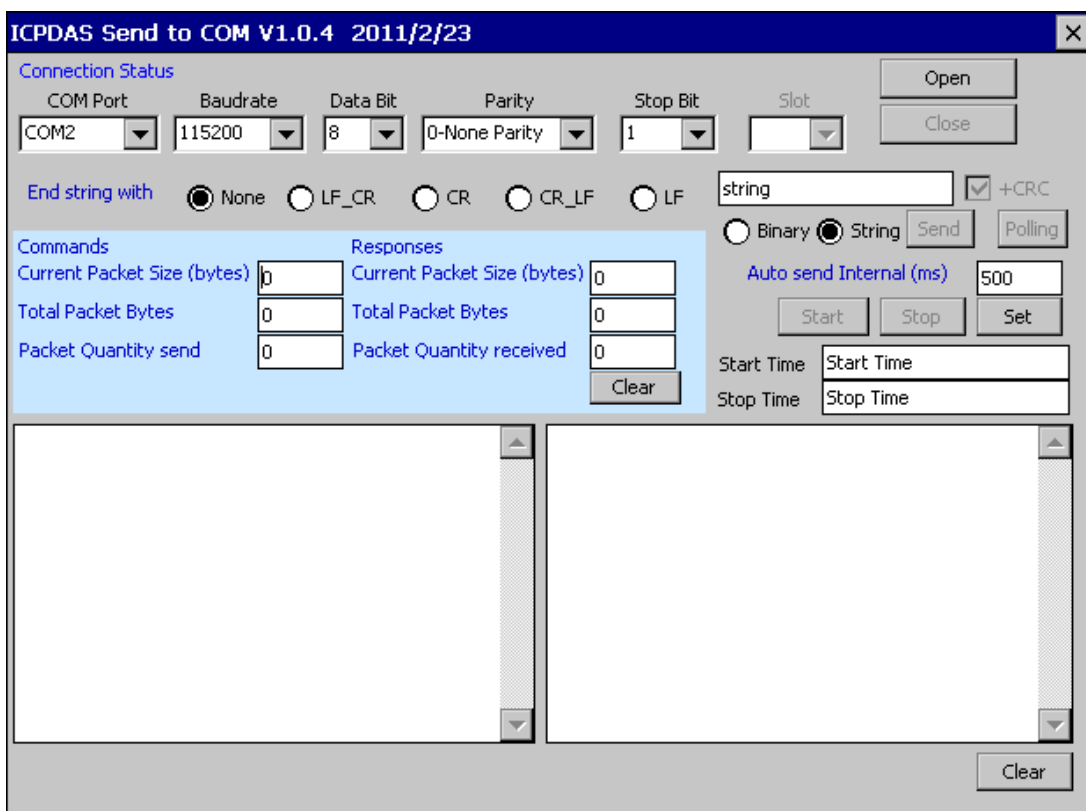 ICPDAS Send to COM V1.0.4 2011/2/23
Connection Status
Open
COM Port Baudrate Data Bit Parity Stop Bit Slot
COM2 115200 8 0-None Parity 1
Close
End string with None LF_CR CR CR_LF LF
string +CRC
Binary String Send Polling
Commands Responses
Current Packet Size (bytes) 0 Current Packet Size (bytes) 0
Auto send Internal (ms) 500
Total Packet Bytes 0 Total Packet Bytes 0
Start Stop Set
Packet Quantity send 0 Packet Quantity received 0
Start Time Start Time
Clear
Stop Time Stop Time
Clear